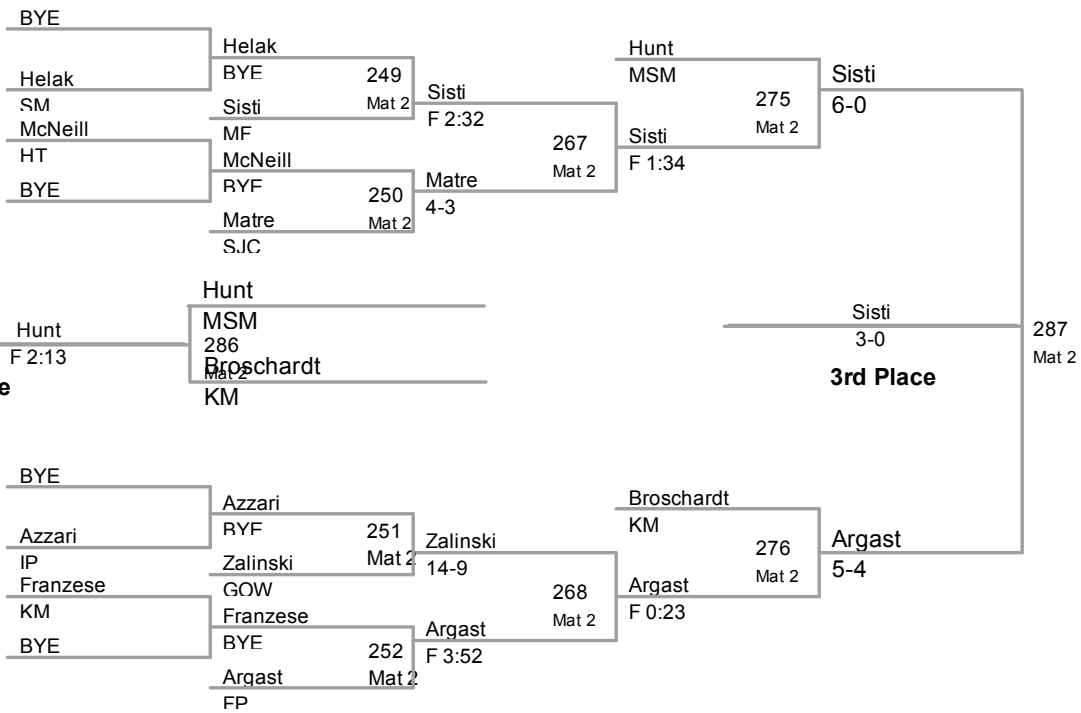 BYE
Helak
SM
McNeill
HT
BYE
Helak
BYE
249
Mat 2
Sisti
MF
McNeill
BYE
250
Mat 2
Matre
SJC
Sisti
F 2:32
Matre
4-3
267
Mat 2
Hunt
MSM
275
Mat 2
Sisti
F 1:34
Sisti
6-0
Hunt
F 2:13
e
Hunt
MSM
286
Mat 2
Broschardt
KM
Sisti
3-0
3rd Place
287
Mat 2
BYE
Azzari
IP
Franzese
KM
BYE
Azzari
BYE
251
Mat 2
Zalinski
GOW
Franzese
BYE
252
Mat 2
Argast
Zalinski
14-9
Argast
F 3:52
268
Mat 2
Broschardt
KM
276
Mat 2
Argast
F 0:23
Argast
5-4